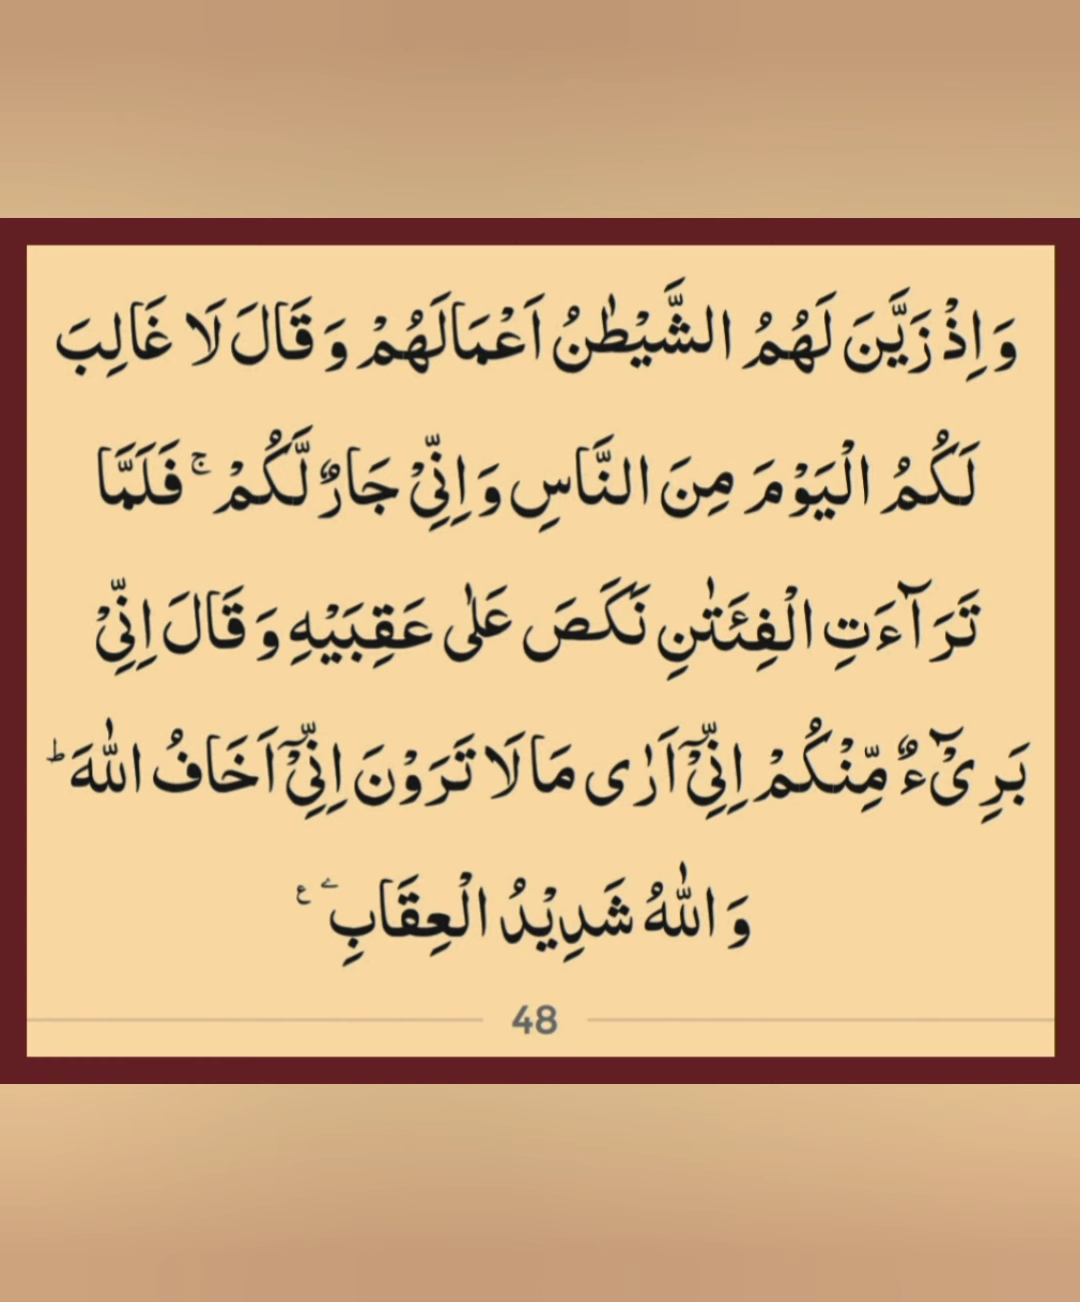 وَ اِذْ زَيَّنَ لَهُمُ الشَّيْطٰنُ اَعْمَالَهُمْ وَ قَالَ لَا غَالِبَ
لَكُمُ الْيَوْمَ مِنَ النَّاسِ وَ اِنِّيْ جَارٌ لَّكُمْ ۚ فَلَمَّا
تَرَآءَتِ الْفِئَتٰنِ نَكَصَ عَلٰى عَقِبَيْهِ وَ قَالَ اِنِّيْ
بَرِيْٓءٌ مِّنْكُمْ اِنِّيْۤ اَرٰى مَا لَا تَرَوْنَ اِنِّيْۤ اَخَافُ اللّٰهَ ؕ
وَ اللّٰهُ شَدِيْدُ الْعِقَابِ ۧ ع
48